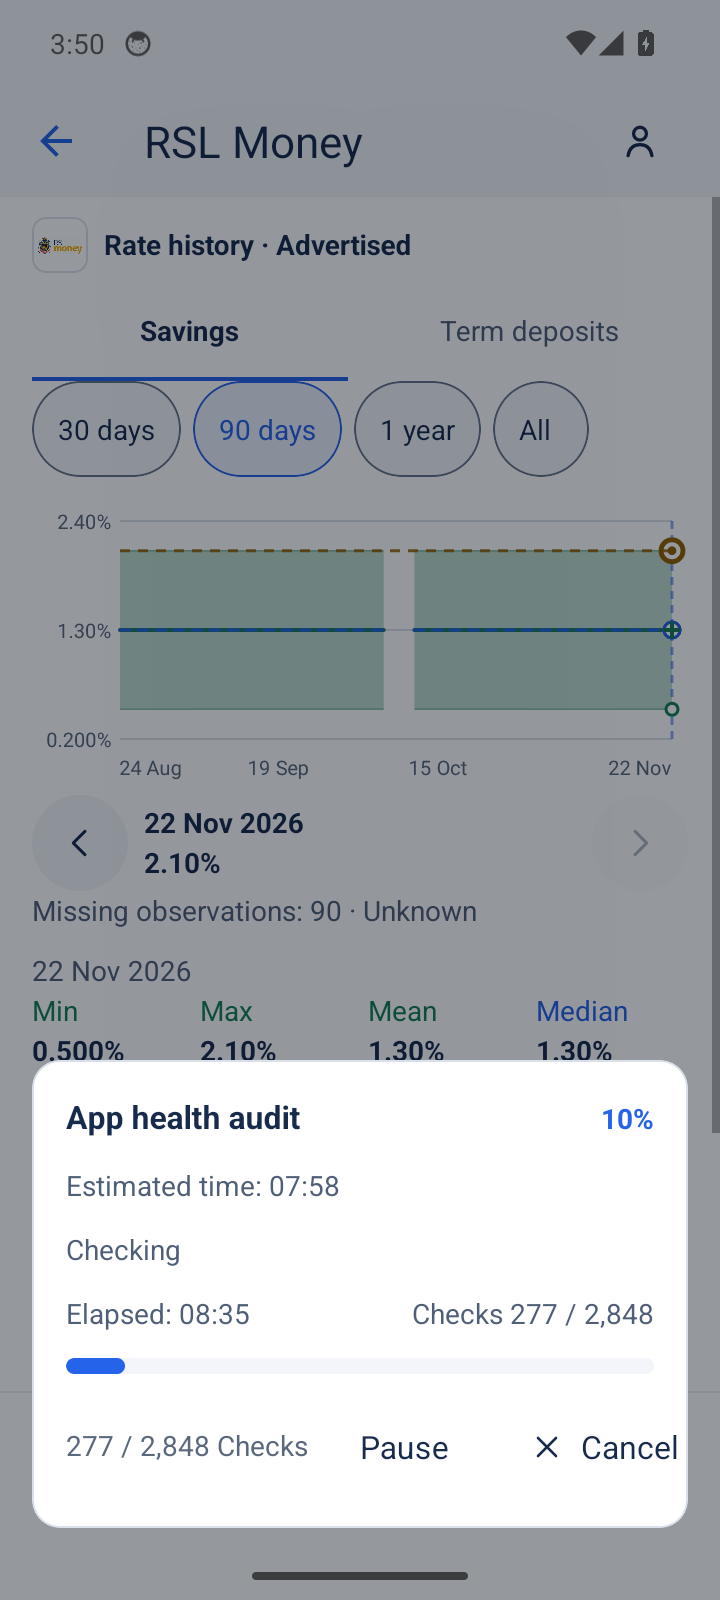 3:50
RSL Money
money
Rate history · Advertised
Savings
Term deposits
30 days
90 days
1 year
All
2.40%
1.30%
0.200%
24 Aug
19 Sep
15 Oct
22 Nov
22 Nov 2026
2.10%
Missing observations: 90 · Unknown
22 Nov 2026
Min
Max
Mean
Median
0.500%
2.10%
1.30%
1.30%
App health audit
10%
Estimated time: 07:58
Checking
Elapsed: 08:35
Checks 277 / 2,848
277 / 2,848 Checks
Pause
Cancel